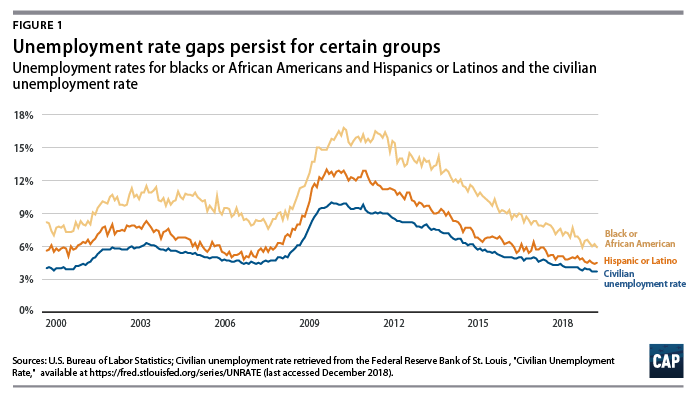 FIGURE 1
Unemployment rate gaps persist for certain groups
Unemployment rates for blacks or African Americans and Hispanics or Latinos and the civilian
unemployment rate
18%
15%
12%
9%
6%
3%
0%
Black or
African American
Hispanic or Latino
Civilian
unemployment rate
2000 2003 2006 2009 2012 2015 2018
Sources: U.S. Bureau of Labor Statistics; Civilian unemployment rate retrieved from the Federal Reserve Bank of St. Louis , "Civilian Unemployment
Rate," available at https://fred.stlouisfed.org/series/UNRATE (last accessed December 2018).
CAP